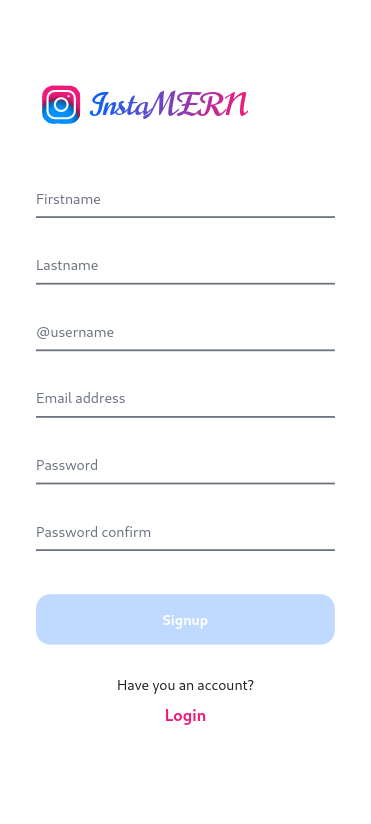 InstaMERN
Firstname
Lastname
@username
Email address
Password
Password confirm
Signup
Have you an account?
Login